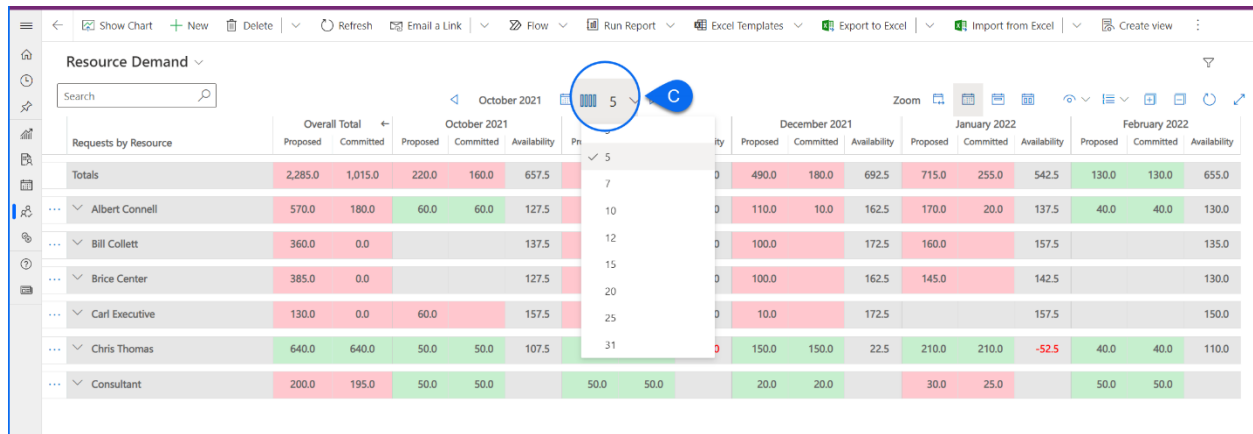 Show Chart New Delete Refresh Email a Link Flow Run Report Excel Templates Export to Excel Import from Excel Create view
Resource Demand
Search October 2021 5 C Zoom
Overall Total October 2021 December 2021 January 2022 February 2022
Requests by Resource Proposed Committed Proposed Committed Availability Proposed Committed Availability Proposed Committed Availability Proposed Committed Availability
Totals 2,285.0 1,015.0 220.0 160.0 657.5 490.0 180.0 692.5 715.0 255.0 542.5 130.0 130.0 655.0
5
7
Albert Connell 570.0 180.0 60.0 60.0 127.5 10 110.0 10.0 162.5 170.0 20.0 137.5 40.0 40.0 130.0
12
Bill Collett 360.0 0.0 137.5 100.0 172.5 160.0 157.5 135.0
15
Brice Center 385.0 0.0 127.5 100.0 162.5 145.0 142.5 130.0
20
Carl Executive 130.0 0.0 60.0 157.5 25 10.0 172.5 157.5 150.0
31
Chris Thomas 640.0 640.0 50.0 50.0 107.5 150.0 150.0 22.5 210.0 210.0 -52.5 40.0 40.0 110.0
Consultant 200.0 195.0 50.0 50.0 50.0 50.0 20.0 20.0 30.0 25.0 50.0 50.0